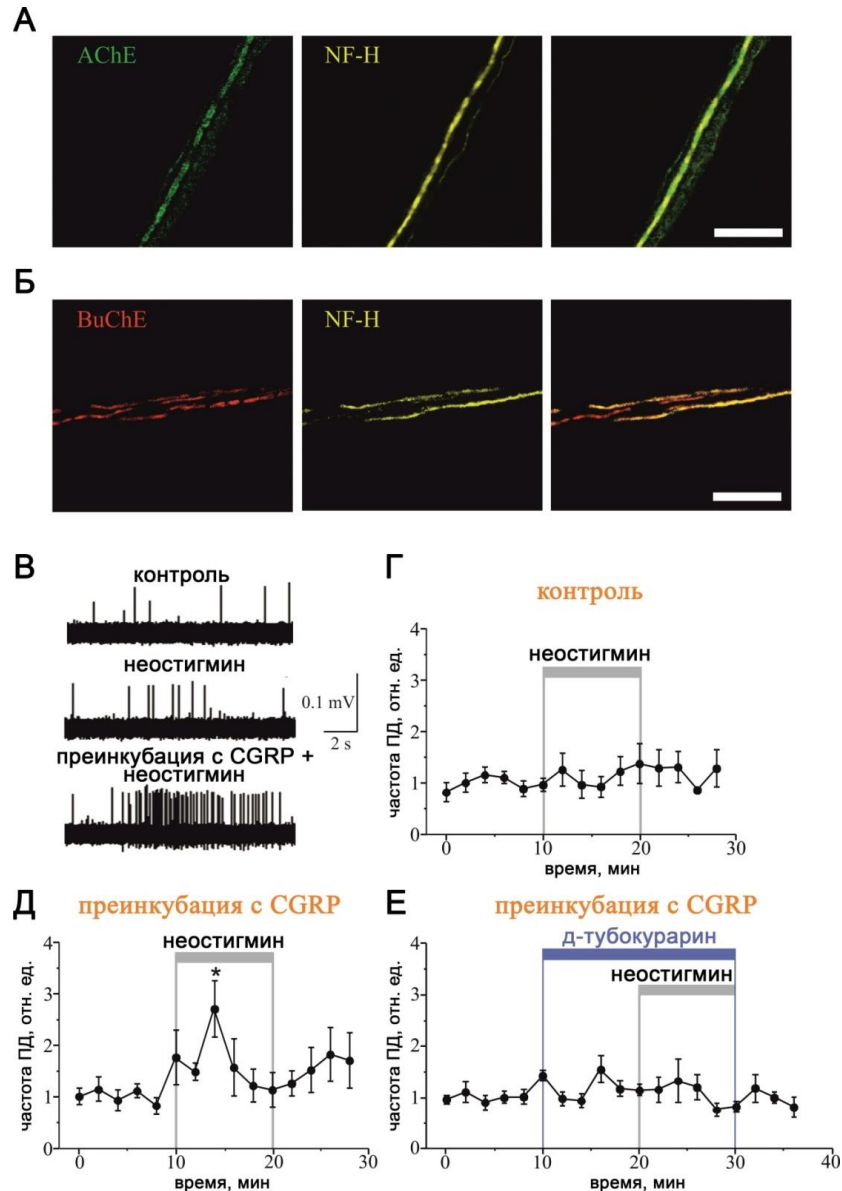 А
AChE
NF-H
Б
BuChE
NF-H
В
контроль
неостигмин
0.1 mV
2 s
преинкубация с CGRP +
неостигмин
Г
контроль
неостигмин
частота ПД, отн. ед.
4
3
2
1
0
0
10
20
30
время, мин
Д
преинкубация с CGRP
неостигмин
*
частота ПД, отн. ед.
4
3
2
1
0
0
10
20
30
время, мин
Е
преинкубация с CGRP
д-тубокурарин
неостигмин
частота ПД, отн. ед.
4
3
2
1
0
0
10
20
30
40
время, мин